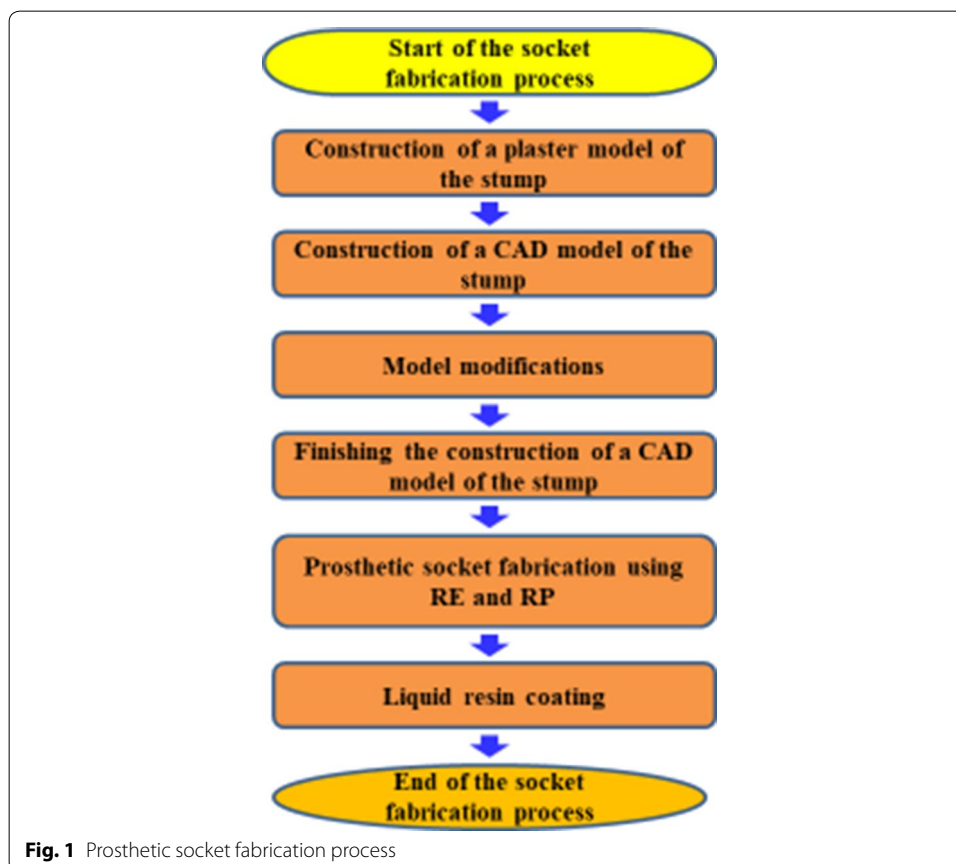 Start of the socket
fabrication process
Construction of a plaster model of
the stump
Construction of a CAD model of the
stump
Model modifications
Finishing the construction of a CAD
model of the stump
Prosthetic socket fabrication using
RE and RP
Liquid resin coating
End of the socket
fabrication process
Fig. 1 Prosthetic socket fabrication process